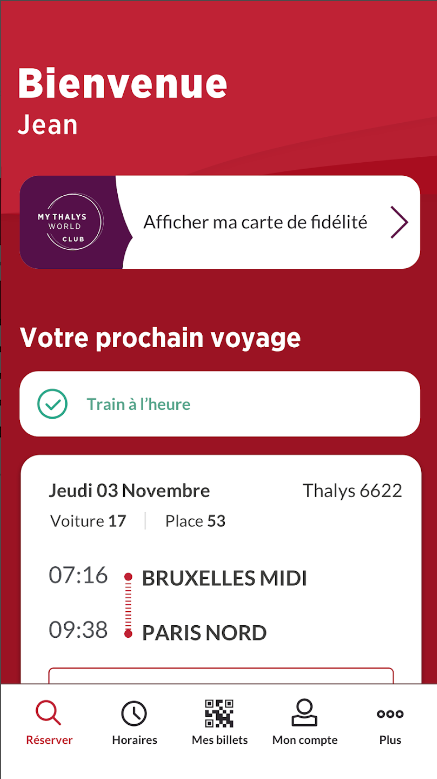 Bienvenue
Jean
MY THALYS
WORLD
CLUB
Afficher ma carte de fidélité
Votre prochain voyage
Train à l'heure
Jeudi 03 Novembre Thalys 6622
Voiture 17 Place 53
07:16 BRUXELLES MIDI
09:38 PARIS NORD
Réserver Horaires Mes billets Mon compte Plus